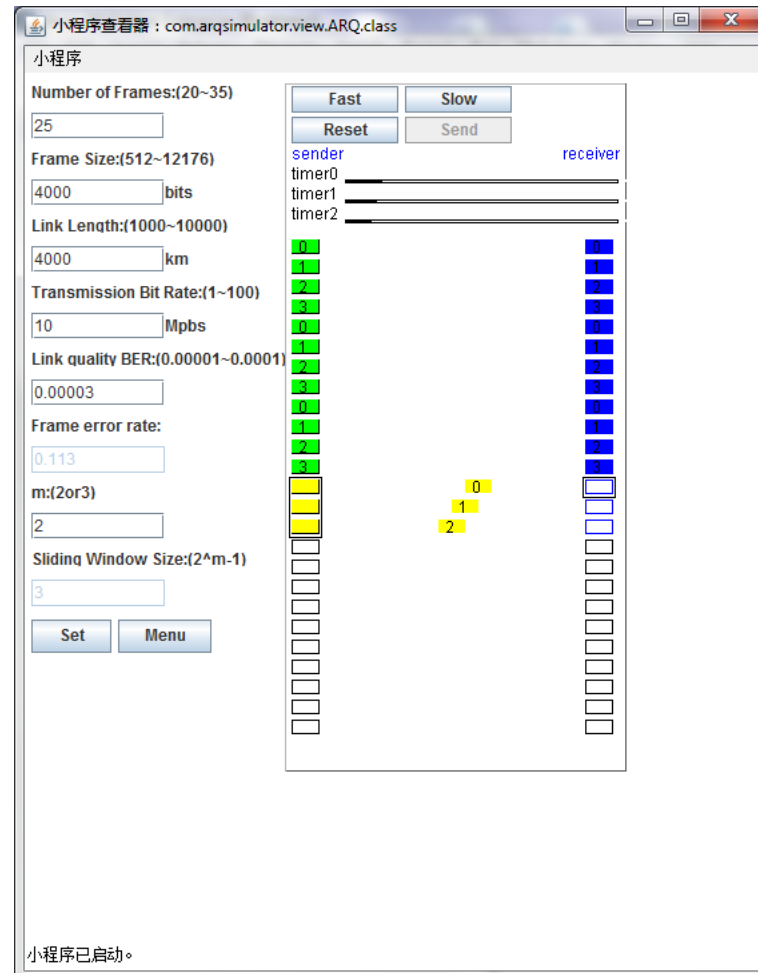 小程序查看器：com.arqsimulator.view.ARQ.class
小程序
Number of Frames:(20~35)
25
Frame Size:(512~12176)
4000 bits
Link Length:(1000~10000)
4000 km
Transmission Bit Rate:(1~100)
10 Mpbs
Link quality BER:(0.00001~0.0001)
0.00003
Frame error rate:
0.113
m:(2or3)
2
Sliding Window Size:(2^m-1)
3
Set Menu
Fast Slow
Reset Send
sender receiver
timer0
timer1
timer2
0 0
1 1
2 2
3 3
0 0
1 1
2 2
3 3
0 0
1 1
2 2
3 3
0
1
2
小程序已启动。